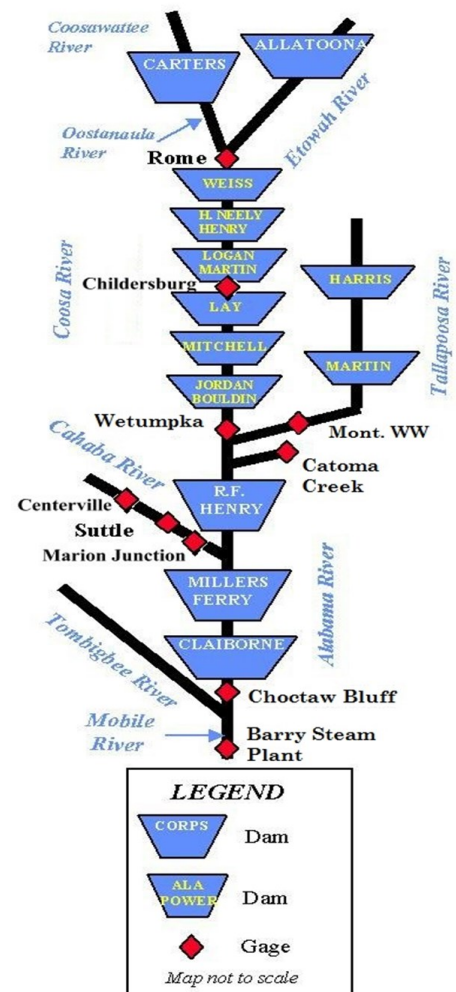 Coosawattee
River
ALLATOONA
CARTERS
Oostanaula
River
Etowah River
Rome
WEISS
H. NEELY
HENRY
LOGAN
MARTIN
Childersburg
LAY
Coosa River
HARRIS
Tallapoosa River
MITCHELL
MARTIN
JORDAN
BOULDIN
Wetumpka
Mont. WW
Cahaba River
Catoma
Creek
R.F.
HENRY
Centerville
Suttle
Marion Junction
MILLERS
FERRY
Alabama River
CLAIBORNE
Tombigbee River
Choctaw Bluff
Mobile
River
Barry Steam
Plant
LEGEND
CORPS
Dam
ALA
POWER
Dam
Gage
Map not to scale